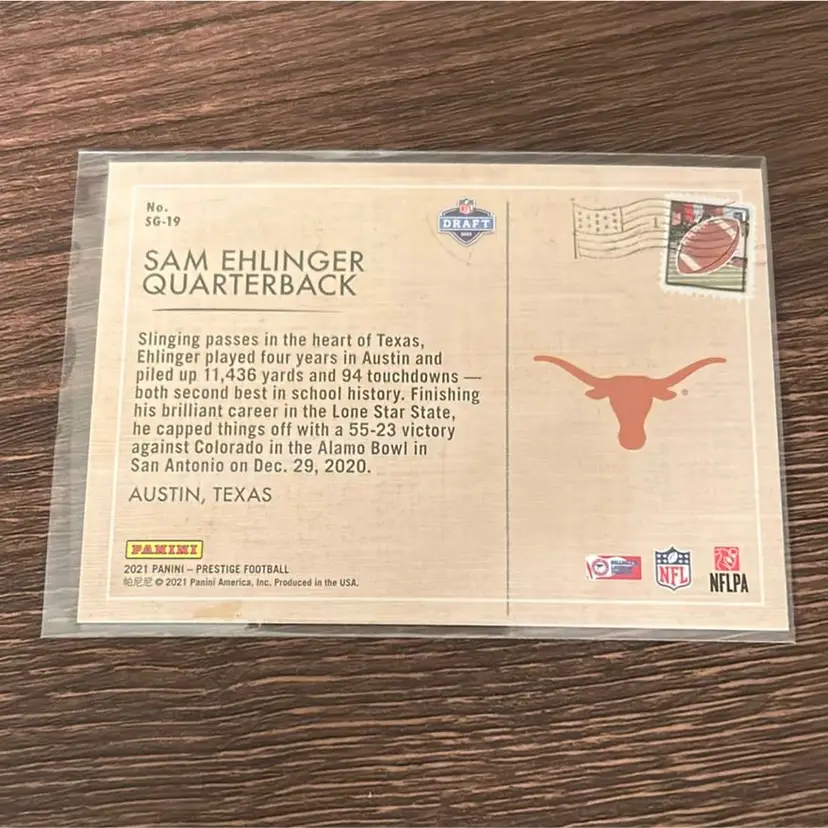 No.
SG-19
DRAFT
SAM EHLINGER
QUARTERBACK
Slinging passes in the heart of Texas,
Ehlinger played four years in Austin and
piled up 11,436 yards and 94 touchdowns —
both second best in school history. Finishing
his brilliant career in the Lone Star State,
he capped things off with a 55-23 victory
against Colorado in the Alamo Bowl in
San Antonio on Dec. 29, 2020.
AUSTIN, TEXAS
PANINI
2021 PANINI – PRESTIGE FOOTBALL
帕尼尼 © 2021 Panini America, Inc. Produced in the USA.
NFL
NFLPA